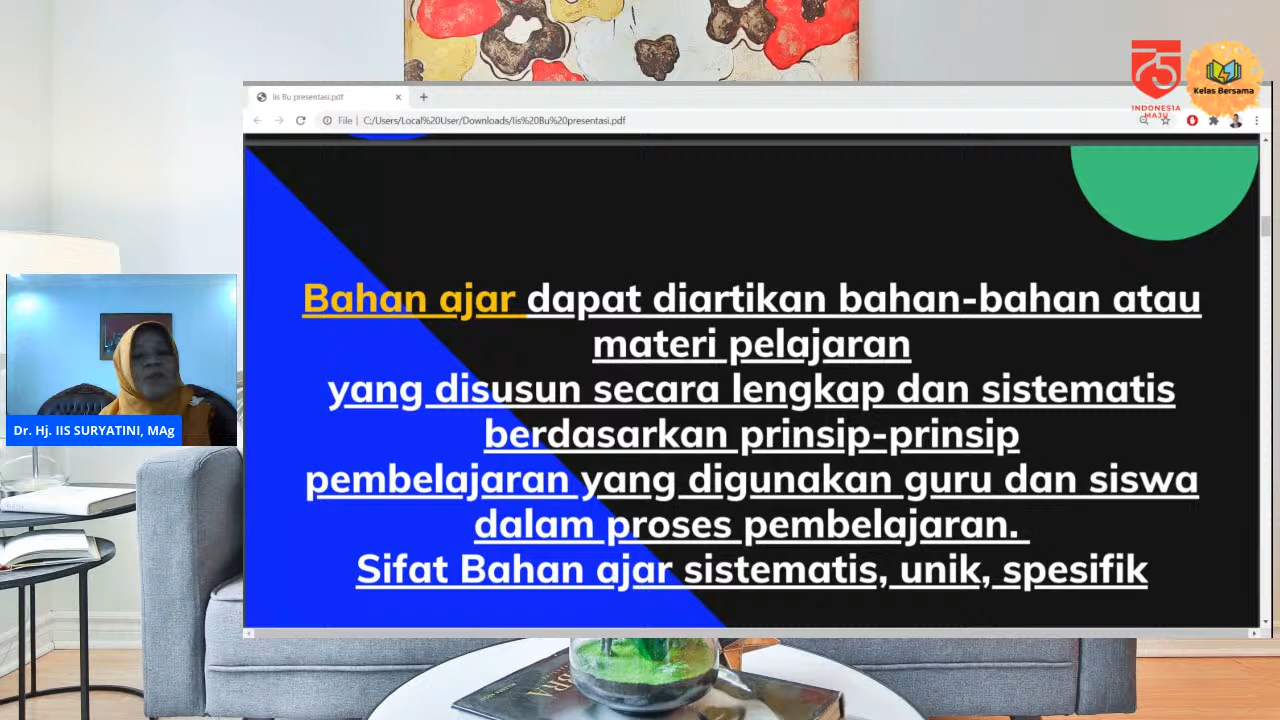 75
INDONESIA
MAJU
Kelas Bersama
Iis Bu presentasi.pdf
File | C:/Users/Local%20User/Downloads/Iis%20Bu%20presentasi.pdf
Bahan ajar dapat diartikan bahan-bahan atau
materi pelajaran
yang disusun secara lengkap dan sistematis
berdasarkan prinsip-prinsip
pembelajaran yang digunakan guru dan siswa
dalam proses pembelajaran.
Sifat Bahan ajar sistematis, unik, spesifik
Dr. Hj. IIS SURYATINI, MAg